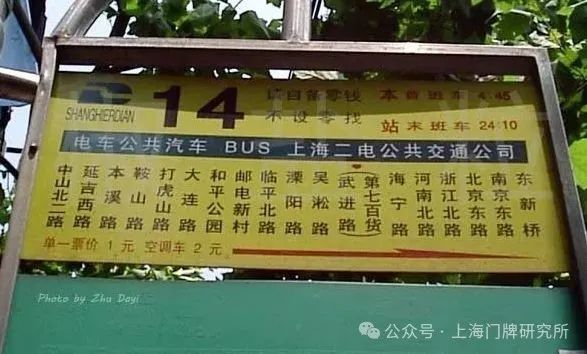 SHANGHIERDIAN
14
请自备零钱
不设零找
本站
首班车 4:45
末班车 24:10
电车公共汽车 BUS 上海二电公共交通公司
中山北二路
延吉西路
本溪路
鞍山路
打虎山路
大连路
和平公园
邮电新村
临平北路
溧阳路
吴淞路
（武进路）
（第七百货）
海宁路
河南北路
浙江北路
北京东路
南京东路
东新桥
单一票价 1 元 空调车 2 元
Photo by Zhu Dayi
公众号 · 上海门牌研究所